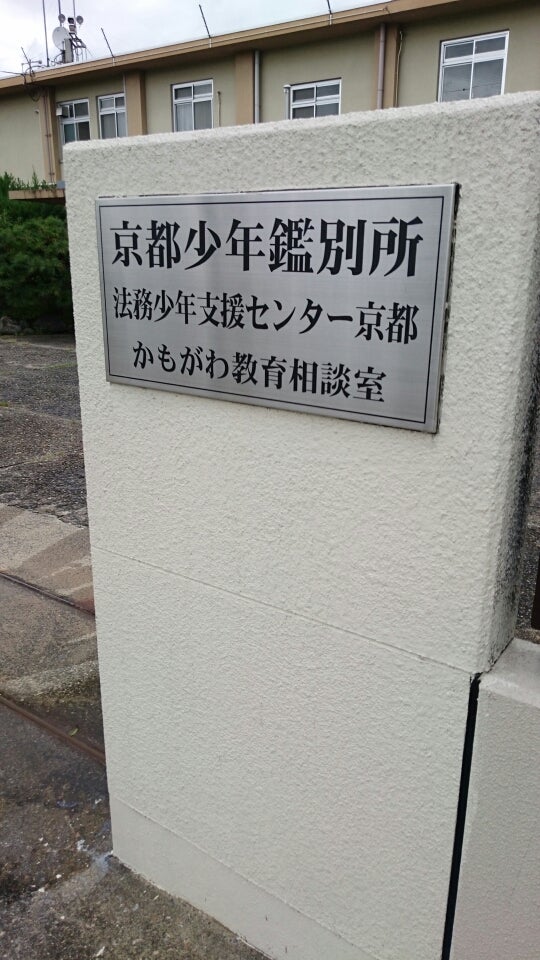 京都少年鑑別所
法務少年支援センター京都
かもがわ教育相談室